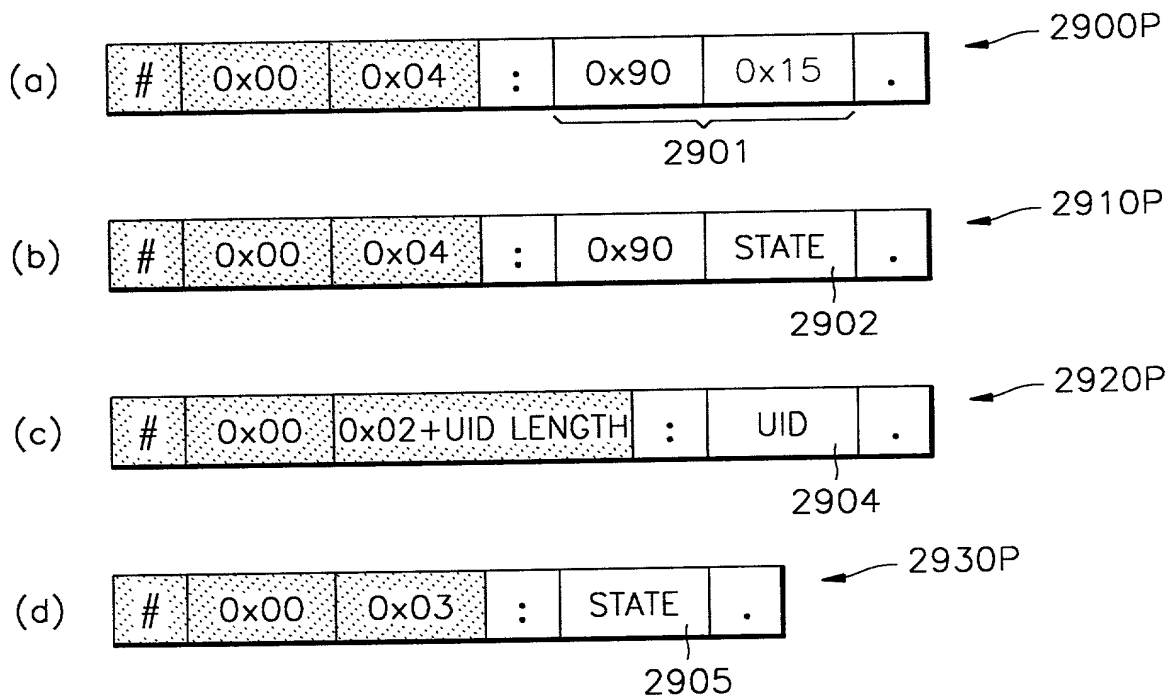 2900P
(a) # 0x00 0x04 : 0x90 0x15 .
2901
2910P
(b) # 0x00 0x04 : 0x90 STATE .
2902
2920P
(c) # 0x00 0x02+UID LENGTH : UID .
2904
2930P
(d) # 0x00 0x03 : STATE .
2905